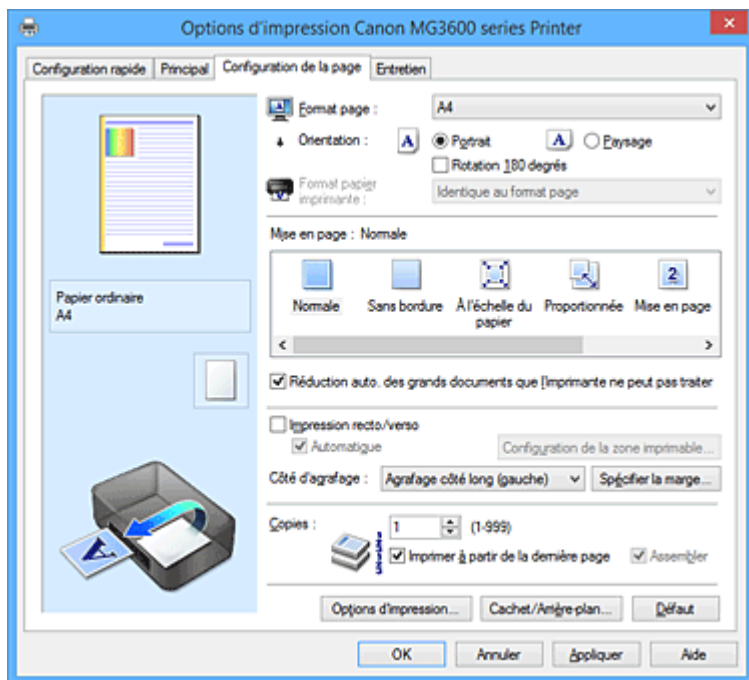 Options d'impression Canon MG3600 series Printer
Configuration rapide Principal Configuration de la page Entretien
Format page : A4
Orientation : A Portrait A Paysage
Rotation 180 degrés
Format papier imprimante : Identique au format page
Mise en page : Normale
2
Normale Sans bordure À l'échelle du papier Proportionnée Mise en page
Papier ordinaire
A4
Réduction auto. des grands documents que l'imprimante ne peut pas traiter
Impression recto/verso
Automatique Configuration de la zone imprimable...
Côté d'agrafage : Agrafage côté long (gauche) Spécifier la marge...
Copies : 1 (1-999)
Imprimer à partir de la dernière page Assembler
A
Options d'impression... Cachet/Arrière-plan... Défaut
OK Annuler Appliquer Aide